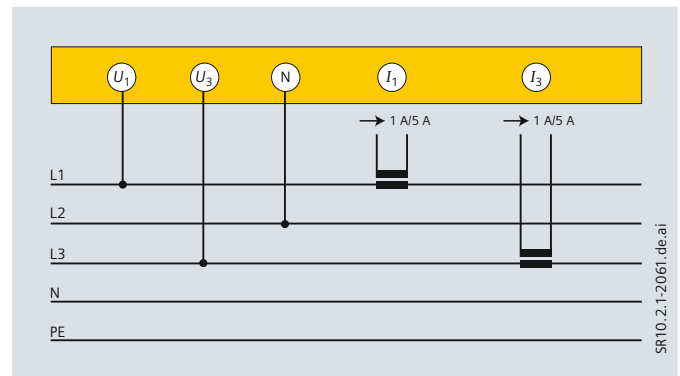 U1 U3 N I1 I3
1 A/5 A 1 A/5 A
L1
L2
L3
N
PE
SR10.2.1-2061.de.ai